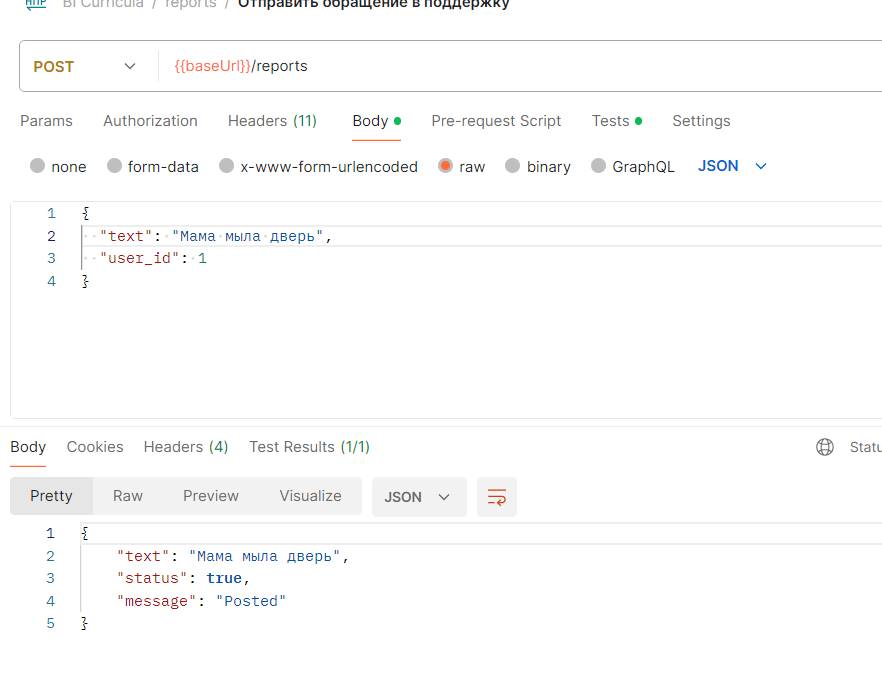 HTTP BI Curricula / reports / Отправить обращение в поддержку
POST {{baseUrl}}/reports
Params Authorization Headers (11) Body Pre-request Script Tests Settings
none form-data x-www-form-urlencoded raw binary GraphQL JSON
1 {
2 "text": "Мама мыла дверь",
3 "user_id": 1
4 }
Body Cookies Headers (4) Test Results (1/1) Statu
Pretty Raw Preview Visualize JSON
1 {
2 "text": "Мама мыла дверь",
3 "status": true,
4 "message": "Posted"
5 }